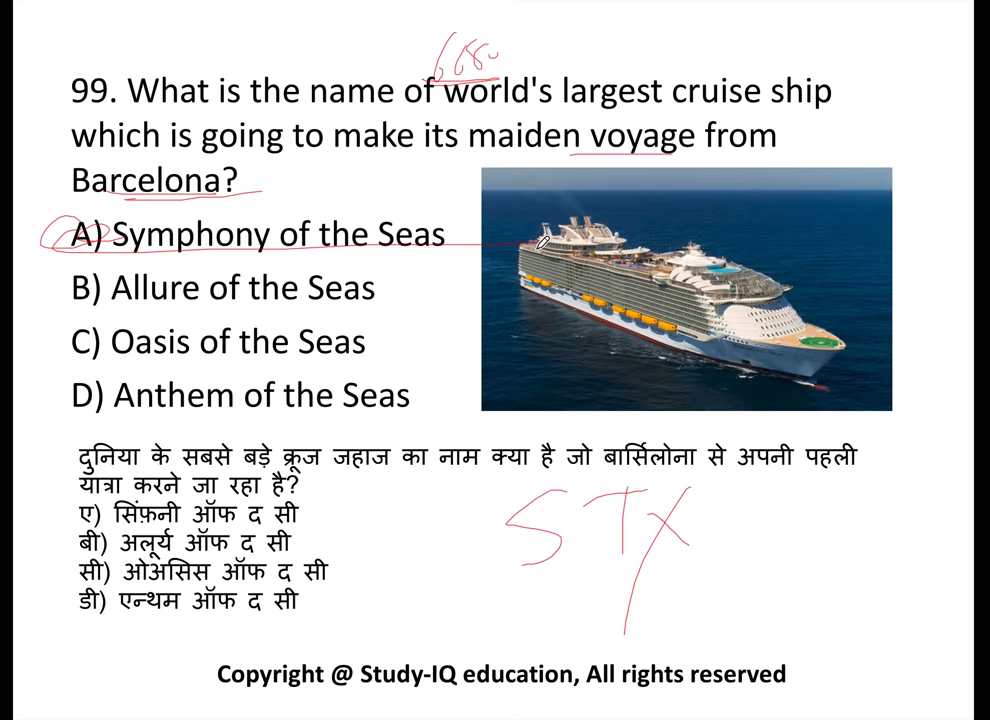 6680
99. What is the name of world's largest cruise ship
which is going to make its maiden voyage from
Barcelona?
A) Symphony of the Seas
B) Allure of the Seas
C) Oasis of the Seas
D) Anthem of the Seas
दुनिया के सबसे बड़े क्रूज जहाज का नाम क्या है जो बार्सिलोना से अपनी पहली
यात्रा करने जा रहा है?
ए) सिंफ़नी ऑफ द सी
बी) अलूर्य ऑफ द सी
सी) ओअसिस ऑफ द सी
डी) एन्थम ऑफ द सी
STX
Copyright @ Study-IQ education, All rights reserved